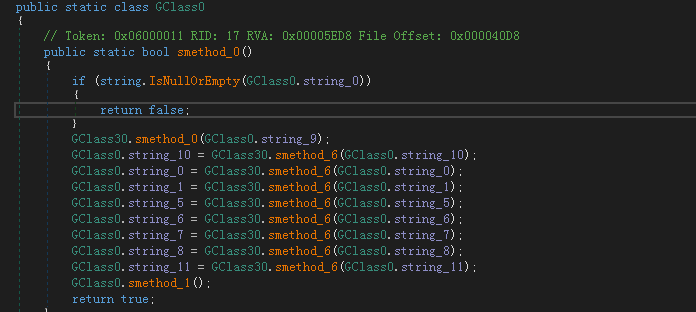 public static class GClass0
{
// Token: 0x06000011 RID: 17 RVA: 0x00005ED8 File Offset: 0x000040D8
public static bool smethod_0()
{
if (string.IsNullOrEmpty(GClass0.string_0))
{
return false;
}
GClass30.smethod_0(GClass0.string_9);
GClass0.string_10 = GClass30.smethod_6(GClass0.string_10);
GClass0.string_0 = GClass30.smethod_6(GClass0.string_0);
GClass0.string_1 = GClass30.smethod_6(GClass0.string_1);
GClass0.string_5 = GClass30.smethod_6(GClass0.string_5);
GClass0.string_6 = GClass30.smethod_6(GClass0.string_6);
GClass0.string_7 = GClass30.smethod_6(GClass0.string_7);
GClass0.string_8 = GClass30.smethod_6(GClass0.string_8);
GClass0.string_11 = GClass30.smethod_6(GClass0.string_11);
GClass0.smethod_1();
return true;